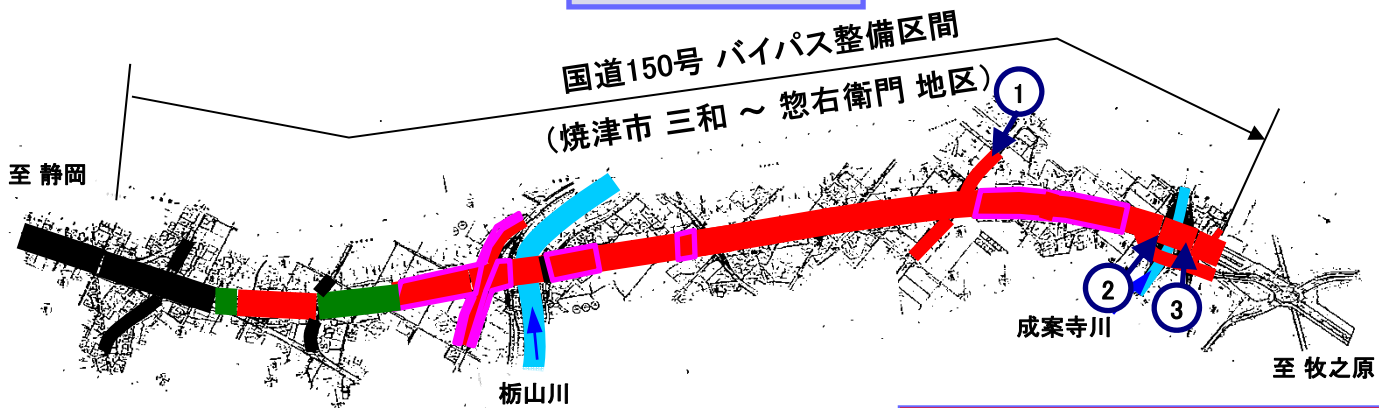 国道150号 バイパス整備区間
(焼津市 三和 ～ 惣右衛門 地区)
1
至 静岡
2
3
成案寺川
至 牧之原
栃山川